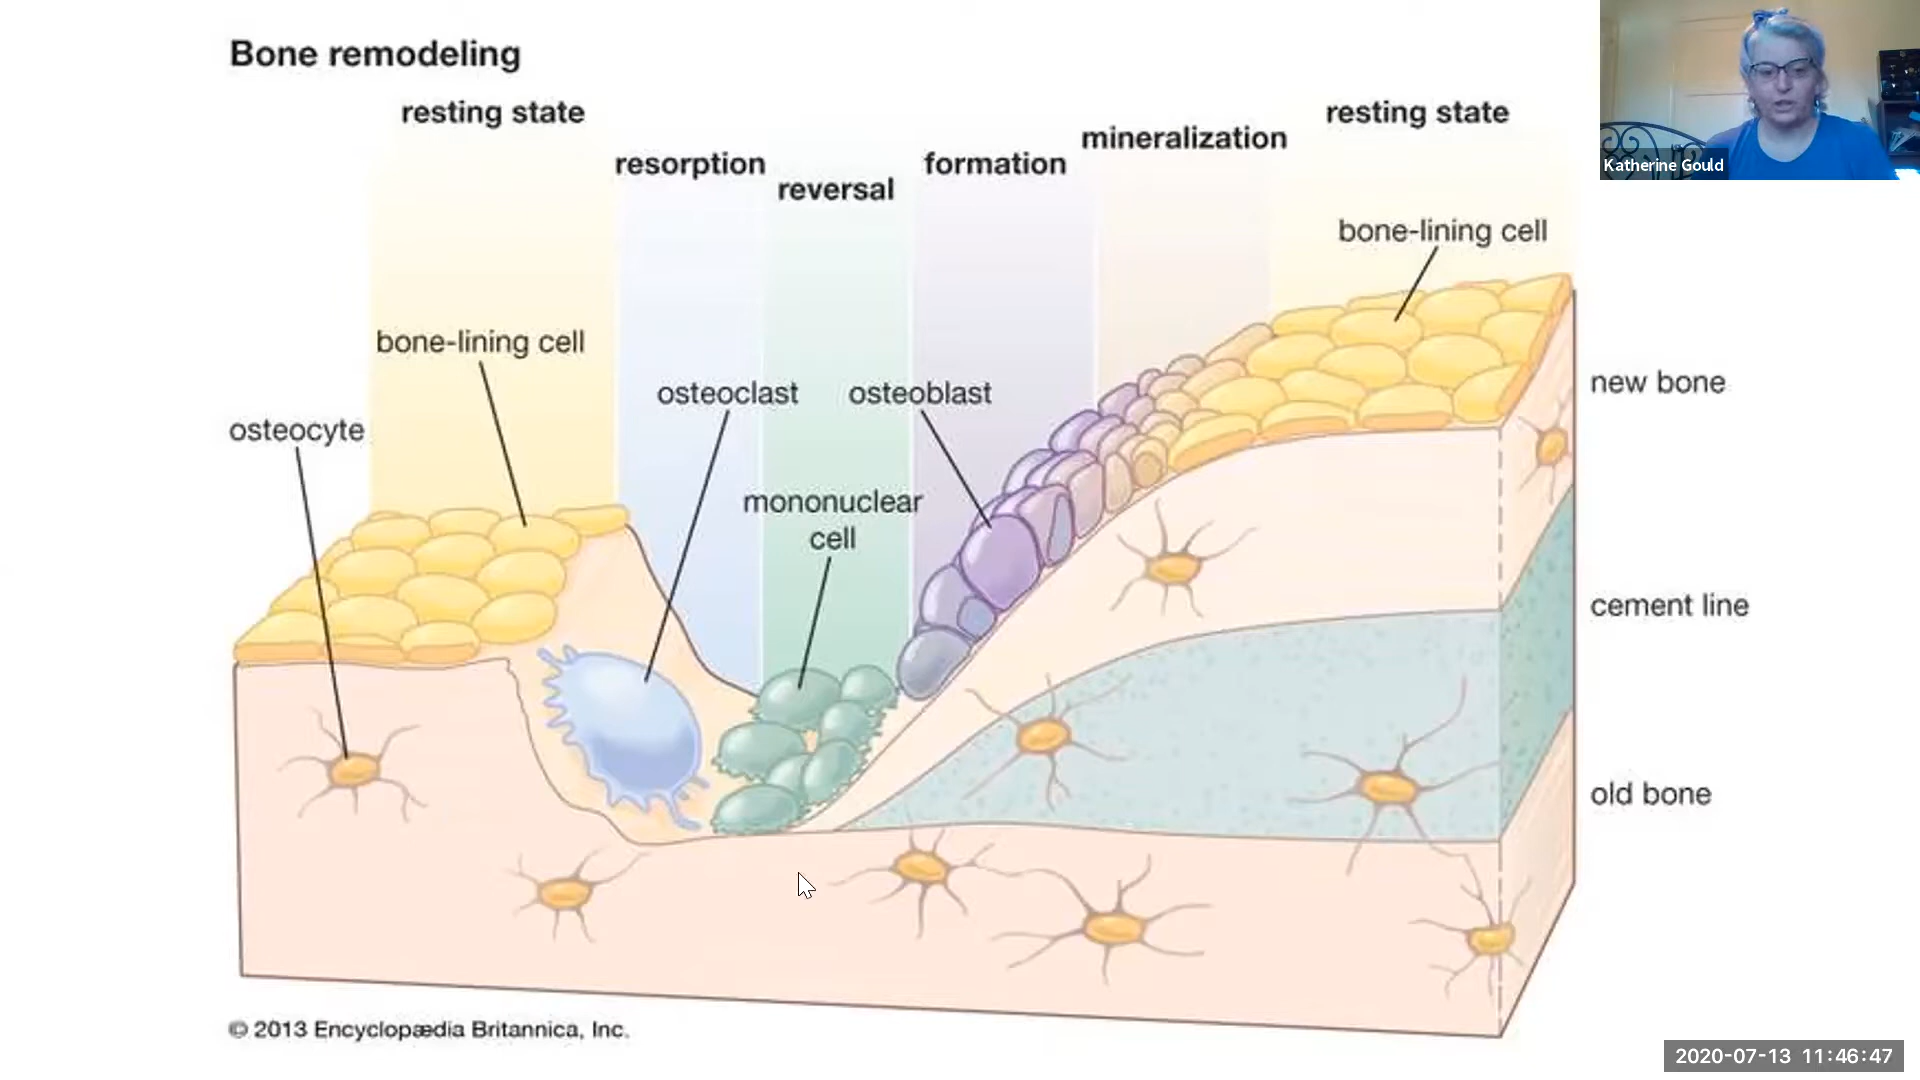 Bone remodeling
resting state
resorption
reversal
formation
mineralization
resting state
bone-lining cell
bone-lining cell
osteocyte
osteoclast
osteoblast
mononuclear
cell
new bone
cement line
old bone
© 2013 Encyclopædia Britannica, Inc.
Katherine Gould
2020-07-13 11:46:47